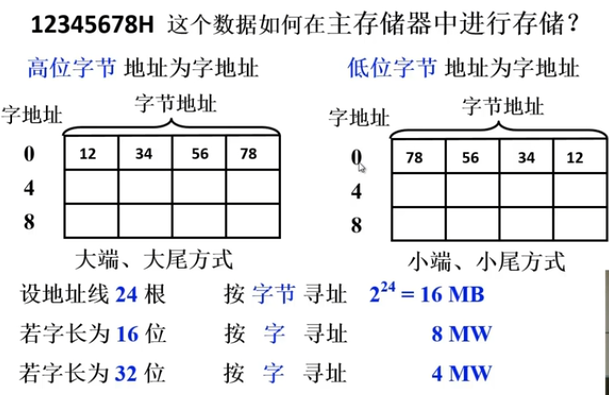 12345678H 这个数据如何在主存储器中进行存储?
高位字节 地址为字地址 低位字节 地址为字地址
字地址 字节地址 字地址 字节地址
0 12 34 56 78 0 78 56 34 12
4 4
8 8
大端、大尾方式 小端、小尾方式
设地址线 24 根 按 字节 寻址 2²⁴ = 16 MB
若字长为 16 位 按 字 寻址 8 MW
若字长为 32 位 按 字 寻址 4 MW